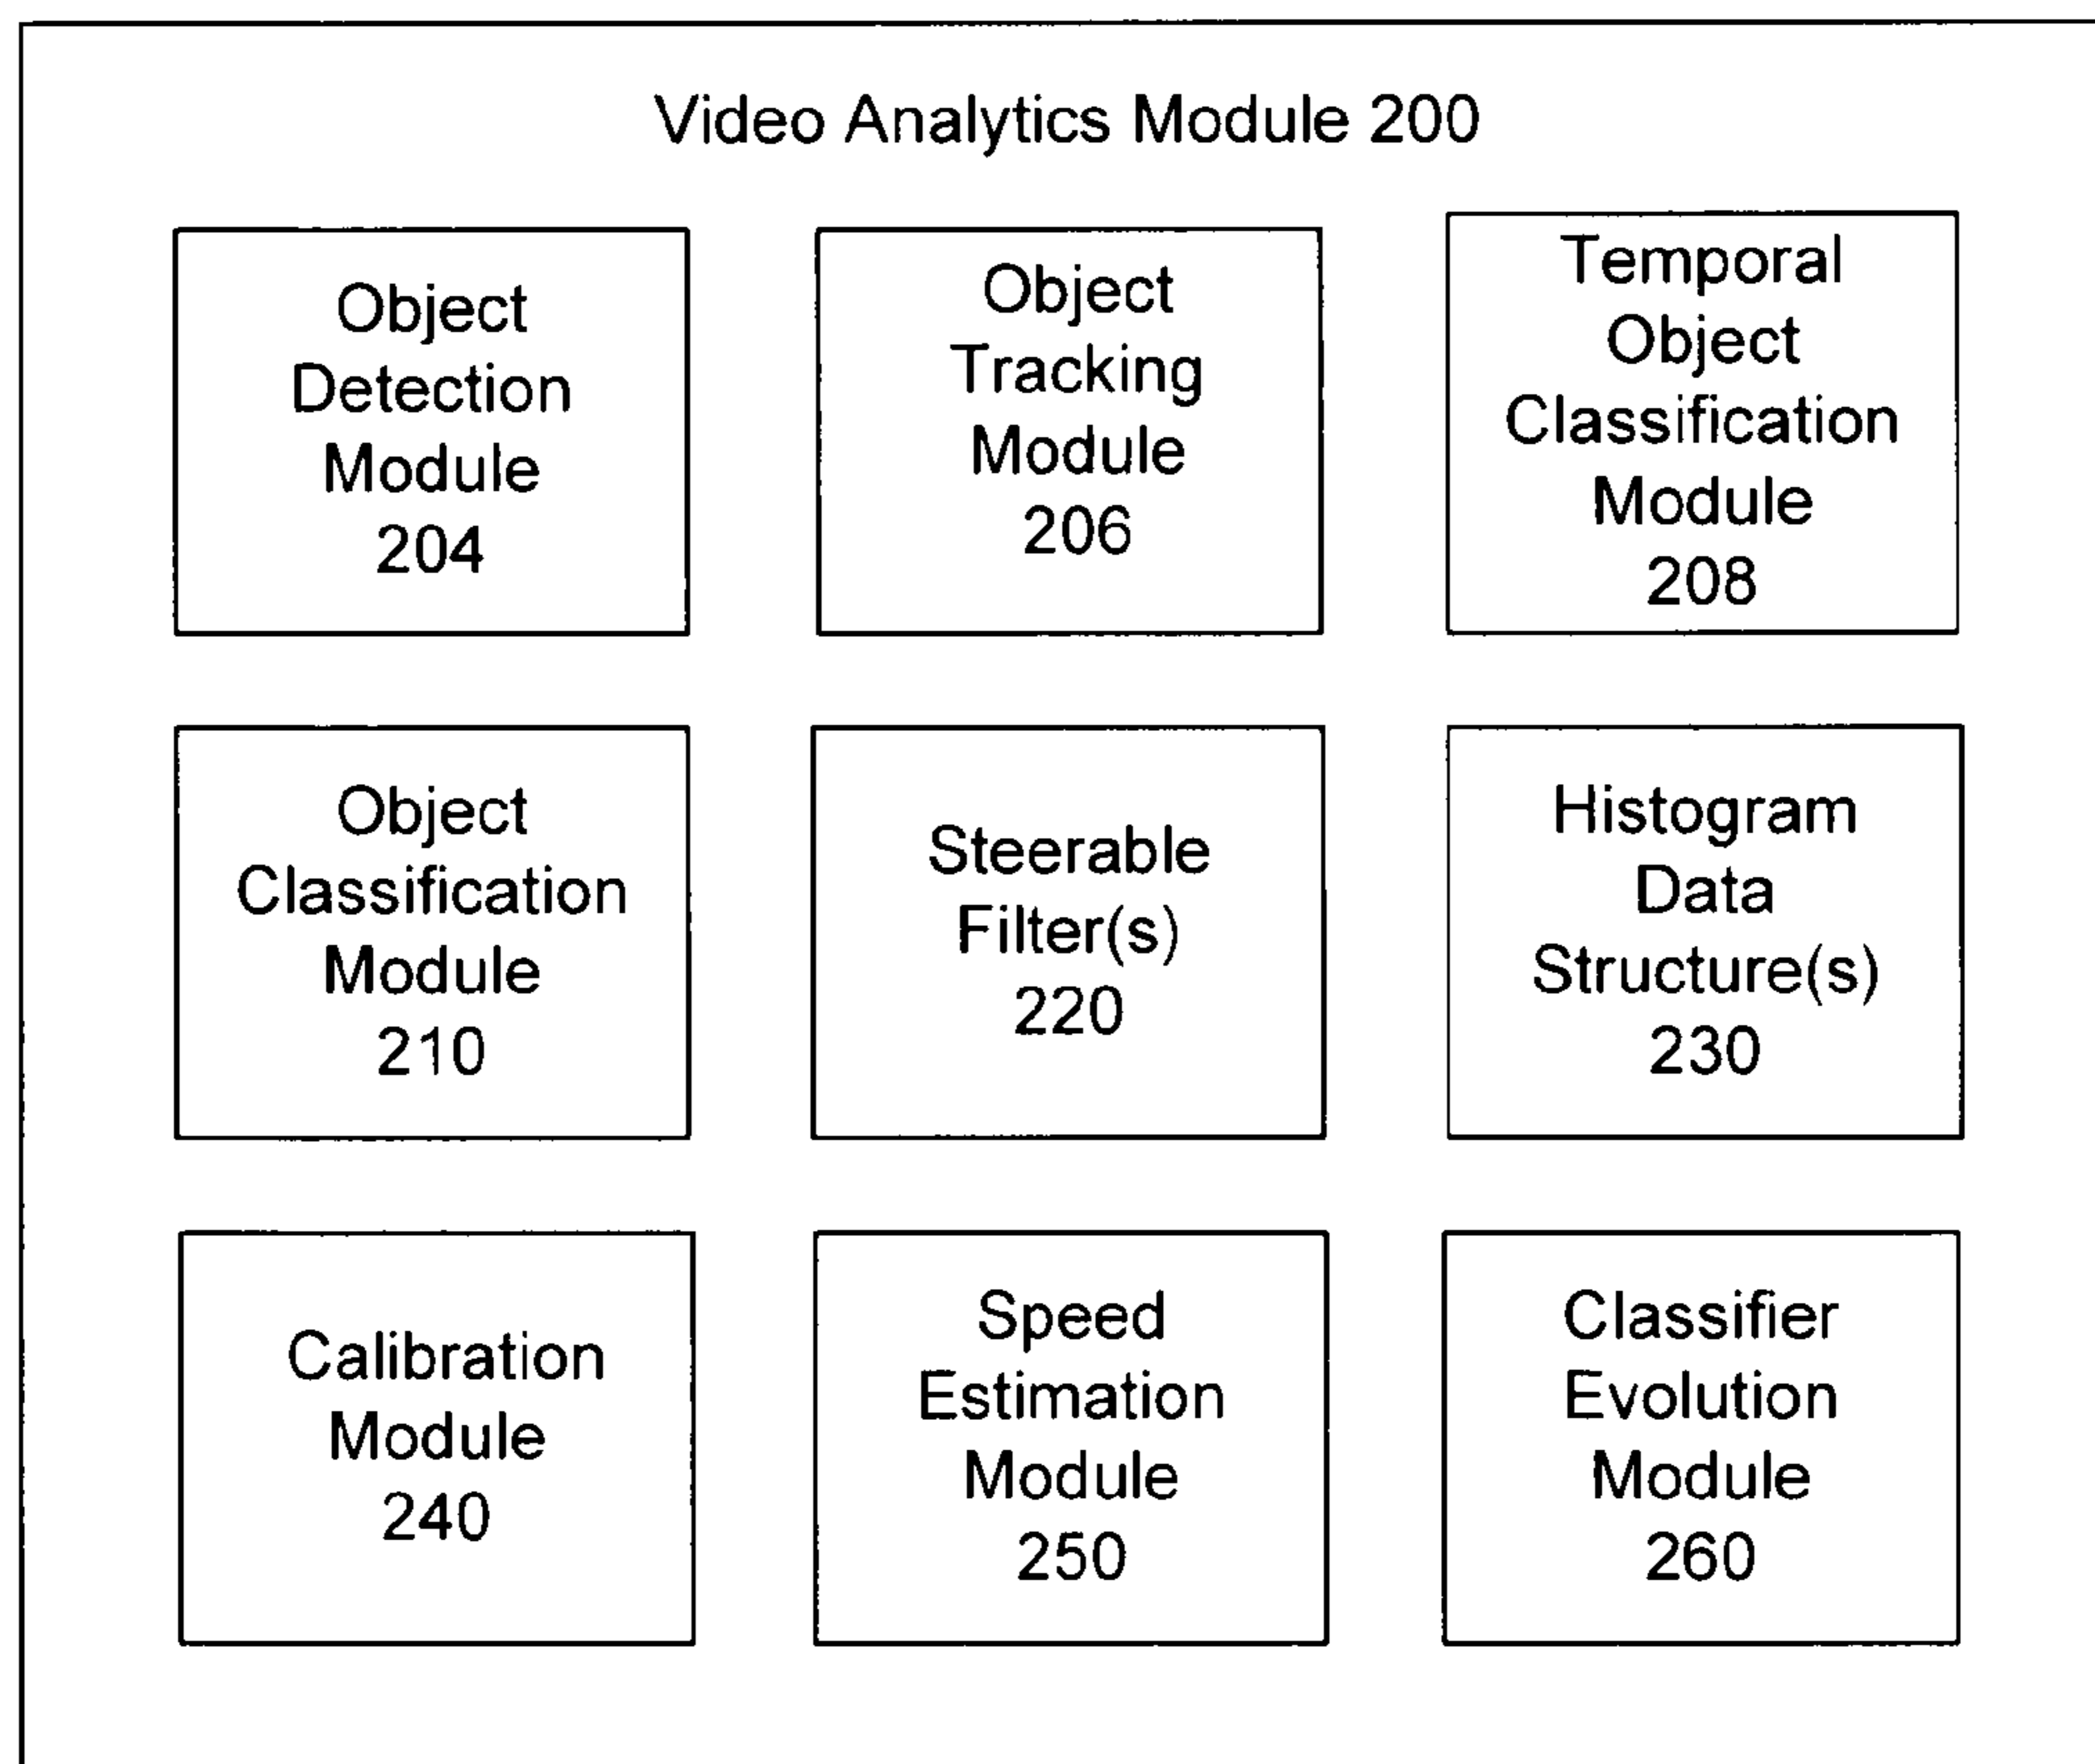 Video Analytics Module 200
Object
Detection
Module
204
Object
Tracking
Module
206
Temporal
Object
Classification
Module
208
Object
Classification
Module
210
Steerable
Filter(s)
220
Histogram
Data
Structure(s)
230
Calibration
Module
240
Speed
Estimation
Module
250
Classifier
Evolution
Module
260